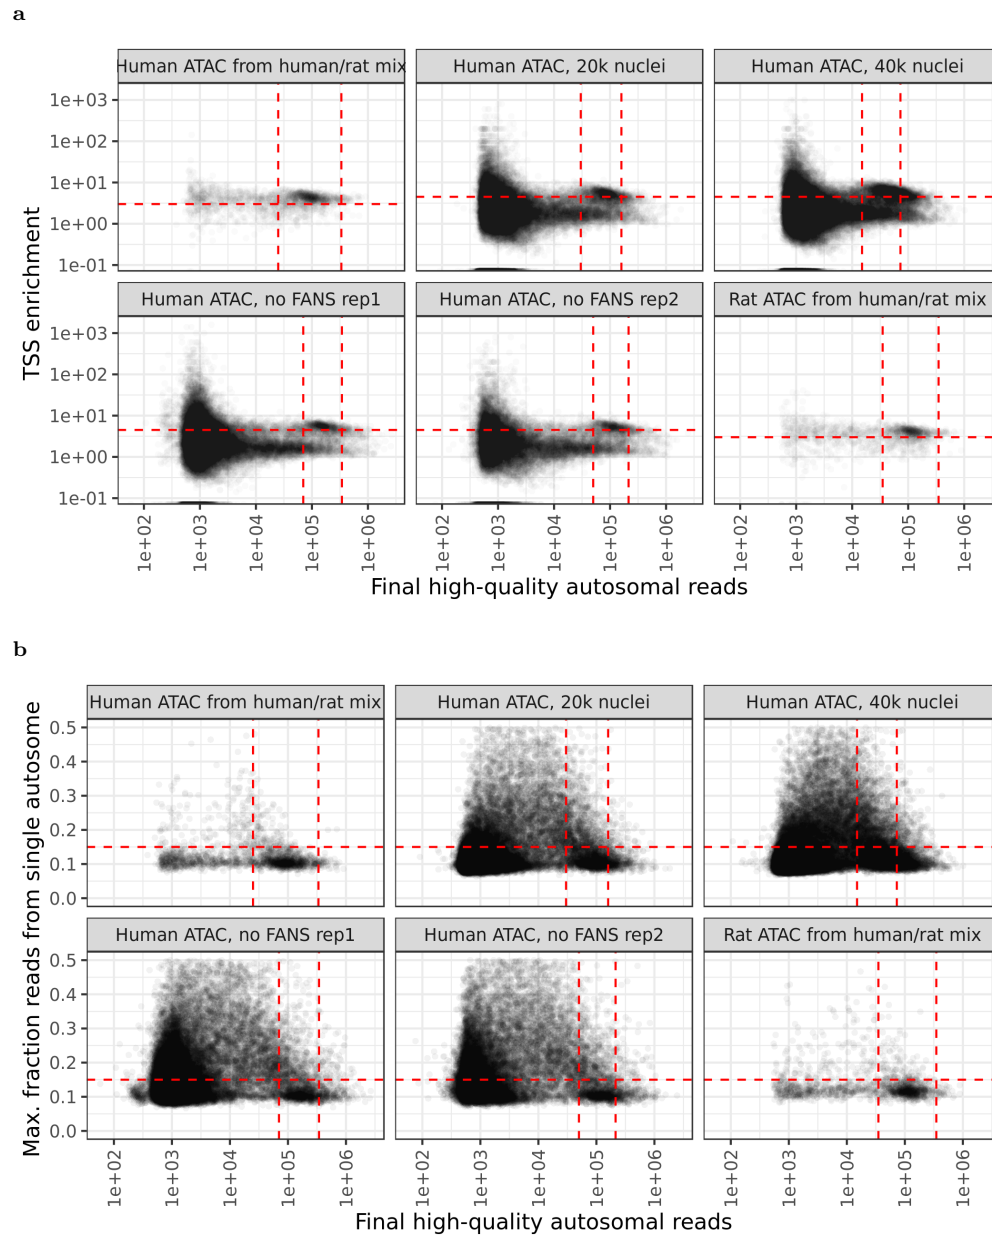 a
Human ATAC from human/rat mix
Human ATAC, 20k nuclei
Human ATAC, 40k nuclei
TSS enrichment
1e+03
1e+02
1e+01
1e+00
1e-01
Human ATAC, no FANS rep1
Human ATAC, no FANS rep2
Rat ATAC from human/rat mix
1e+03
1e+02
1e+01
1e+00
1e-01
1e+02 1e+03 1e+04 1e+05 1e+06
1e+02 1e+03 1e+04 1e+05 1e+06
1e+02 1e+03 1e+04 1e+05 1e+06
Final high-quality autosomal reads
b
Human ATAC from human/rat mix
Human ATAC, 20k nuclei
Human ATAC, 40k nuclei
Max. fraction reads from single autosome
0.5
0.4
0.3
0.2
0.1
0.0
Human ATAC, no FANS rep1
Human ATAC, no FANS rep2
Rat ATAC from human/rat mix
0.5
0.4
0.3
0.2
0.1
0.0
1e+02 1e+03 1e+04 1e+05 1e+06
1e+02 1e+03 1e+04 1e+05 1e+06
1e+02 1e+03 1e+04 1e+05 1e+06
Final high-quality autosomal reads